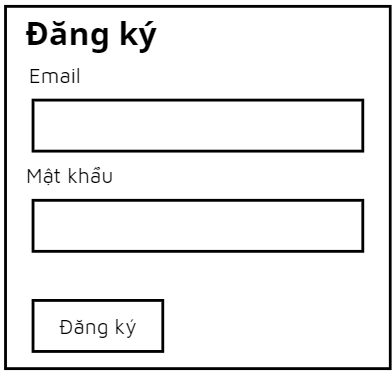 Đăng ký
Email
Mật khẩu
Đăng ký